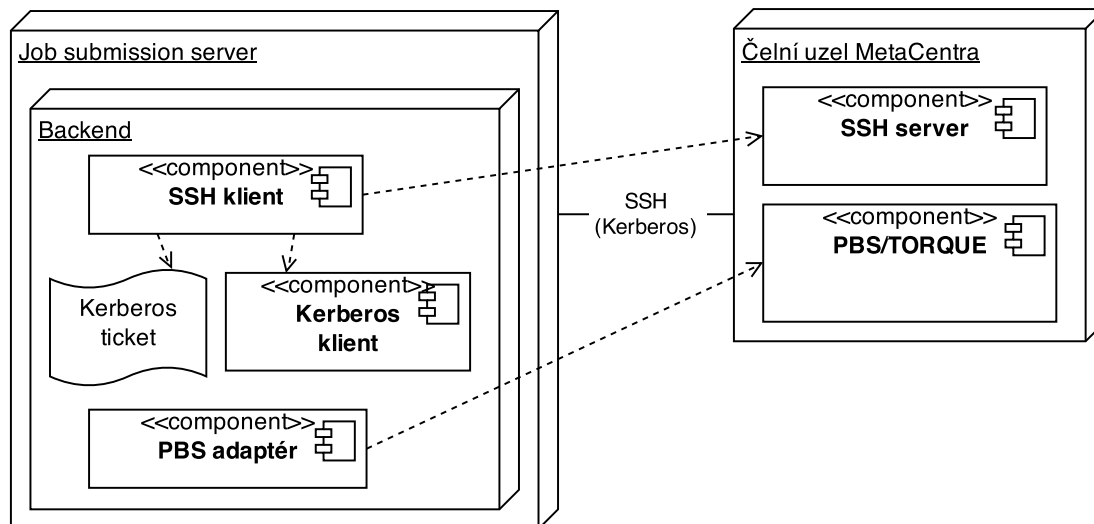 Job submission server
Backend
<<component>>
SSH klient
Kerberos
ticket
<<component>>
Kerberos
klient
<<component>>
PBS adaptér
SSH
(Kerberos)
Čelní uzel MetaCentra
<<component>>
SSH server
<<component>>
PBS/TORQUE